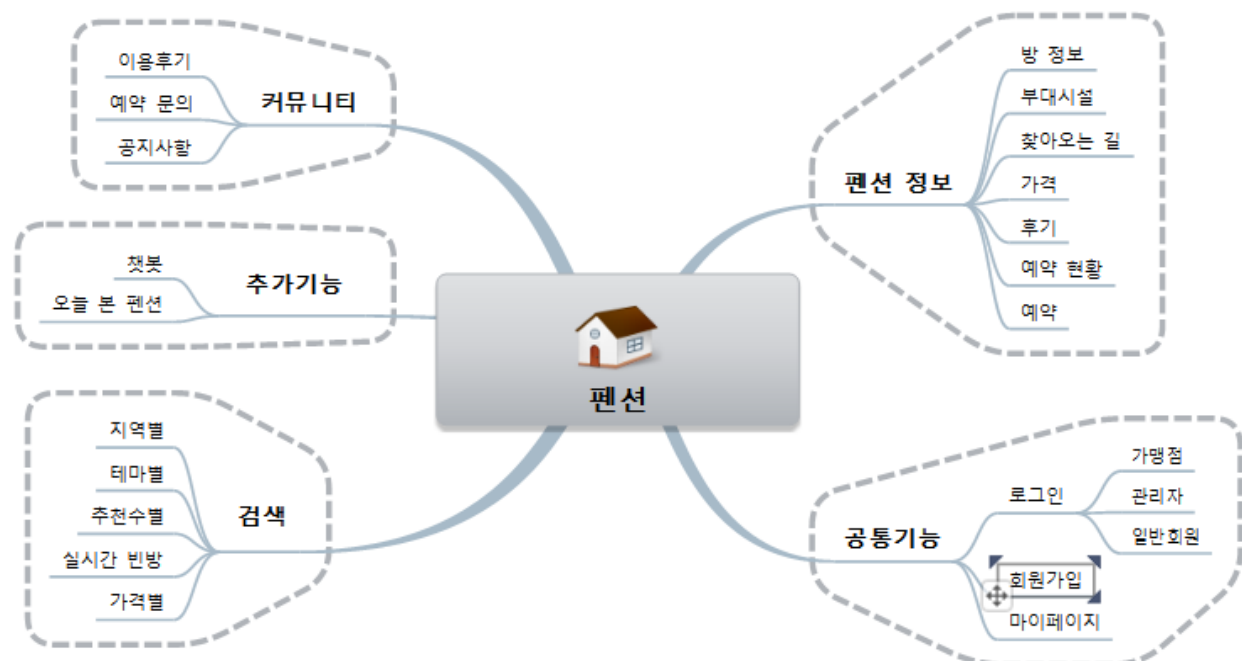 이용후기
예약 문의
공지사항
커뮤니티
챗봇
오늘 본 펜션
추가기능
지역별
테마별
추천수별
실시간 빈방
가격별
검색
펜션
펜션 정보
방 정보
부대시설
찾아오는 길
가격
후기
예약 현황
예약
공통기능
로그인
가맹점
관리자
일반회원
회원가입
마이페이지